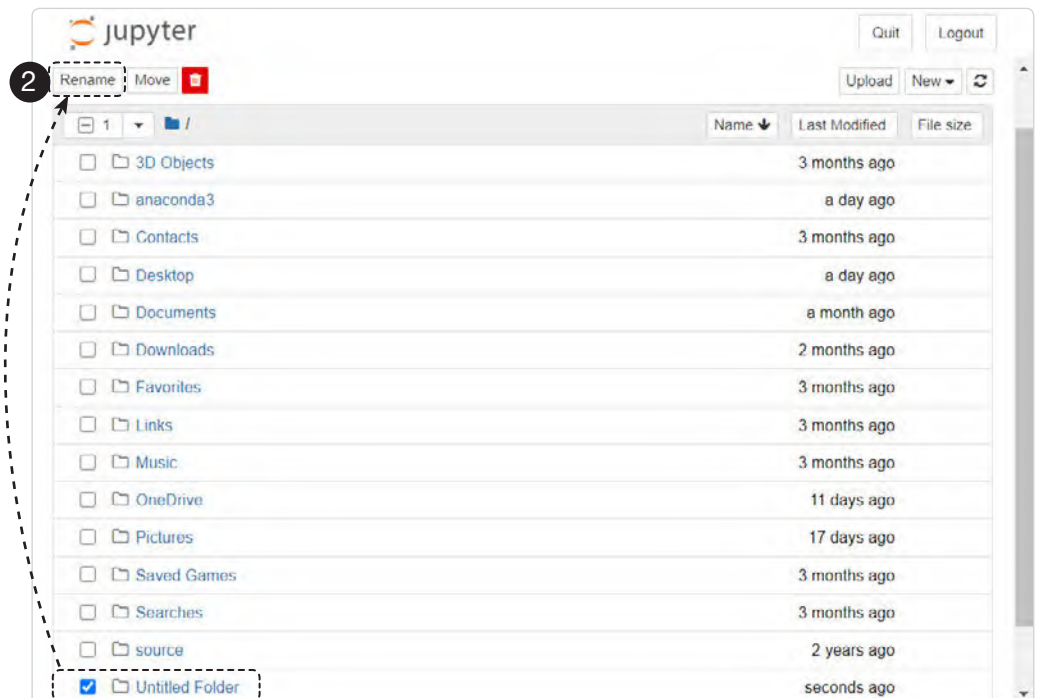 jupyter Quit Logout
2 Rename Move Upload New
1 / Name Last Modified File size
3D Objects 3 months ago
anaconda3 a day ago
Contacts 3 months ago
Desktop a day ago
Documents a month ago
Downloads 2 months ago
Favorites 3 months ago
Links 3 months ago
Music 3 months ago
OneDrive 11 days ago
Pictures 17 days ago
Saved Games 3 months ago
Searches 3 months ago
source 2 years ago
Untitled Folder seconds ago